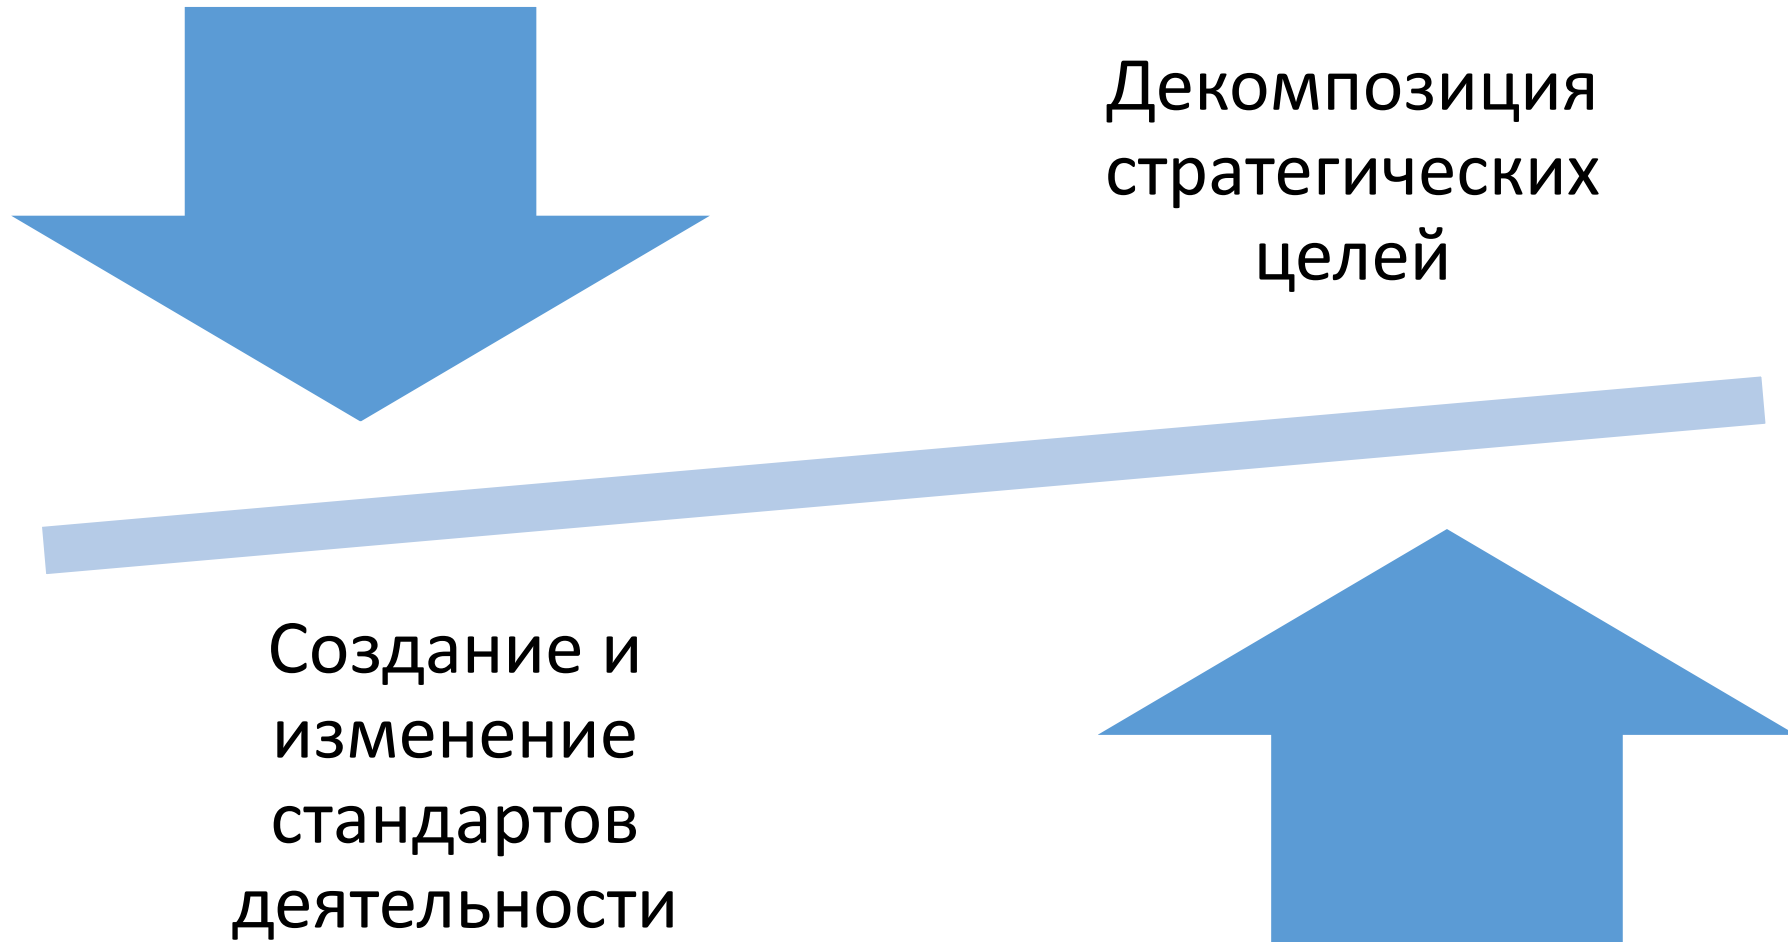 Декомпозиция
стратегических
целей
Создание и
изменение
стандартов
деятельности